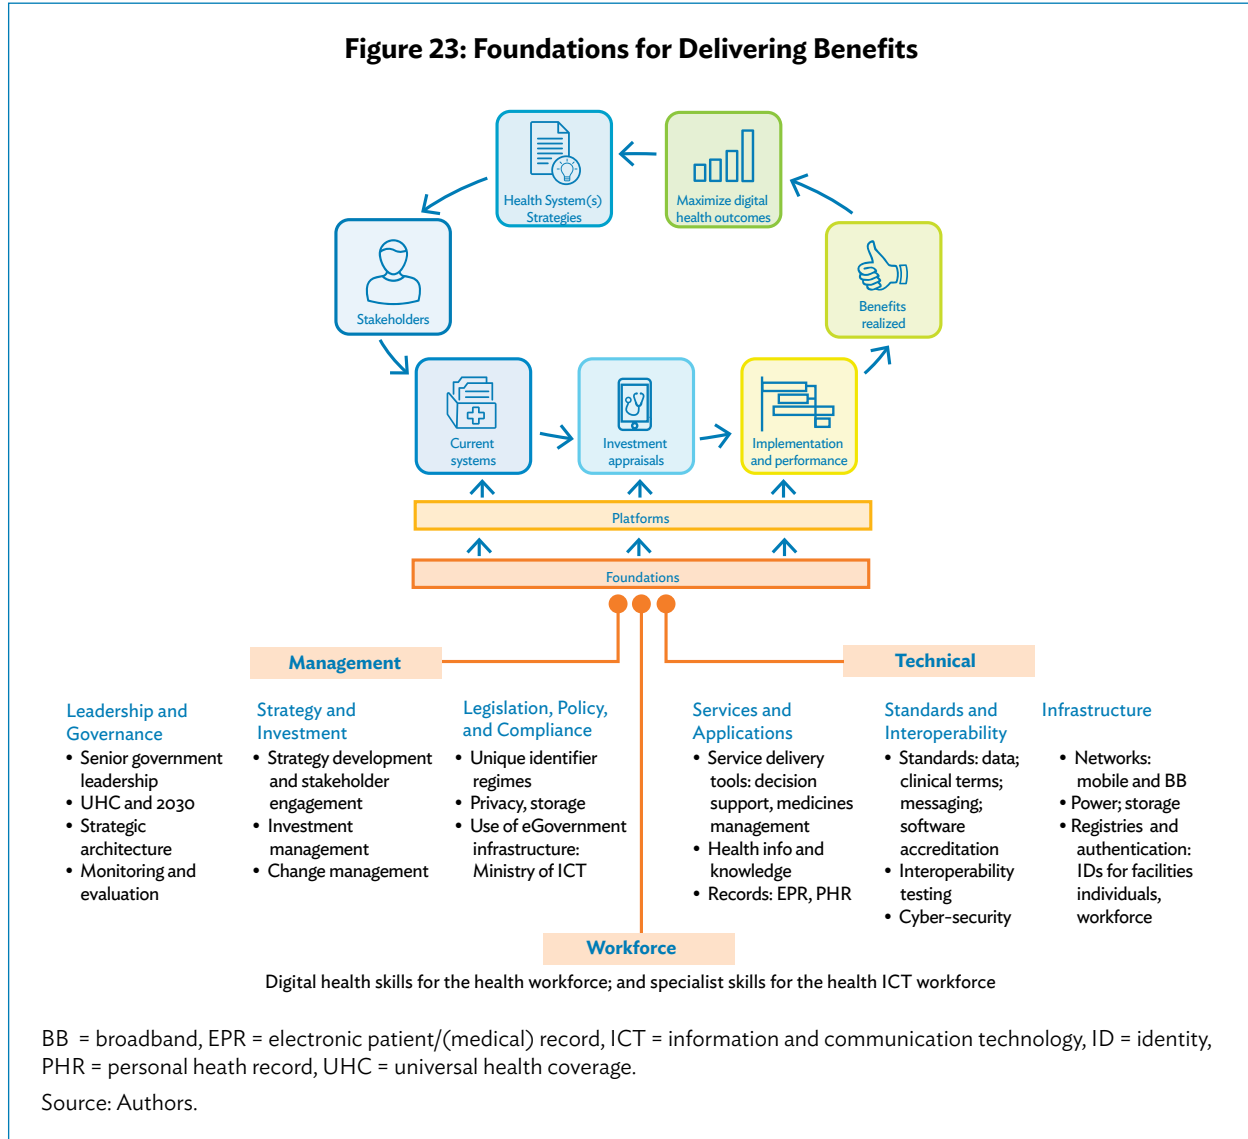 Figure 23: Foundations for Delivering Benefits
Health System(s)
Strategies
Maximize digital
health outcomes
Stakeholders
Benefits
realized
Current
systems
Investment
appraisals
Implementation
and performance
Platforms
Foundations
Management
Technical
Leadership and
Governance
• Senior government
leadership
• UHC and 2030
• Strategic
architecture
• Monitoring and
evaluation
Strategy and
Investment
• Strategy development
and stakeholder
engagement
• Investment
management
• Change management
Legislation, Policy,
and Compliance
• Unique identifier
regimes
• Privacy, storage
• Use of eGovernment
infrastructure:
Ministry of ICT
Services and
Applications
• Service delivery
tools: decision
support, medicines
management
• Health info and
knowledge
• Records: EPR, PHR
Standards and
Interoperability
• Standards: data;
clinical terms;
messaging;
software
accreditation
• Interoperability
testing
• Cyber-security
Infrastructure
• Networks:
mobile and BB
• Power; storage
• Registries and
authentication:
IDs for facilities
individuals,
workforce
Workforce
Digital health skills for the health workforce; and specialist skills for the health ICT workforce
BB = broadband, EPR = electronic patient/(medical) record, ICT = information and communication technology, ID = identity,
PHR = personal heath record, UHC = universal health coverage.
Source: Authors.